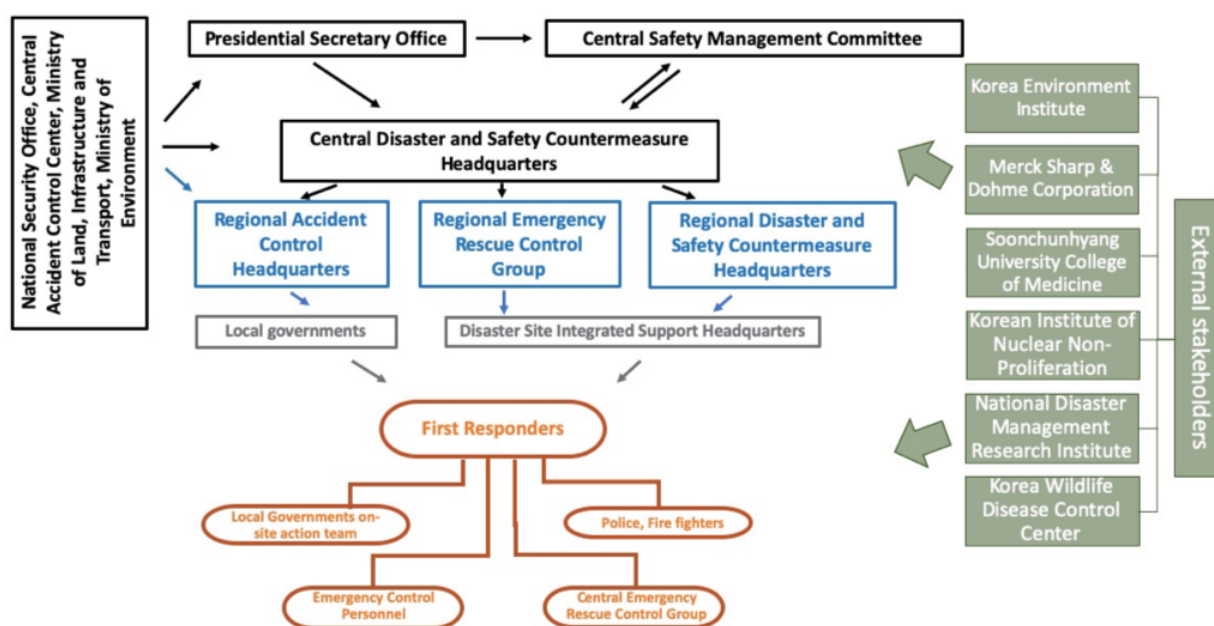 National Security Office, Central
Accident Control Center, Ministry
of Land, Infrastructure and
Transport, Ministry of
Environment
Presidential Secretary Office
Central Safety Management Committee
Central Disaster and Safety Countermeasure
Headquarters
Regional Accident
Control
Headquarters
Regional Emergency
Rescue Control
Group
Regional Disaster and
Safety Countermeasure
Headquarters
Local governments
Disaster Site Integrated Support Headquarters
First Responders
Local Governments on-
site action team
Police, Fire fighters
Emergency Control
Personnel
Central Emergency
Rescue Control Group
Korea Environment
Institute
Merck Sharp &
Dohme Corporation
Soonchunhyang
University College
of Medicine
Korean Institute of
Nuclear Non-
Proliferation
National Disaster
Management
Research Institute
Korea Wildlife
Disease Control
Center
External stakeholders